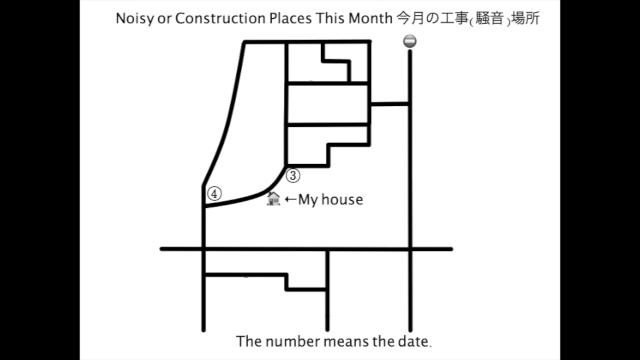 Noisy or Construction Places This Month 今月の工事(騒音)場所
③
④
←My house
The number means the date.